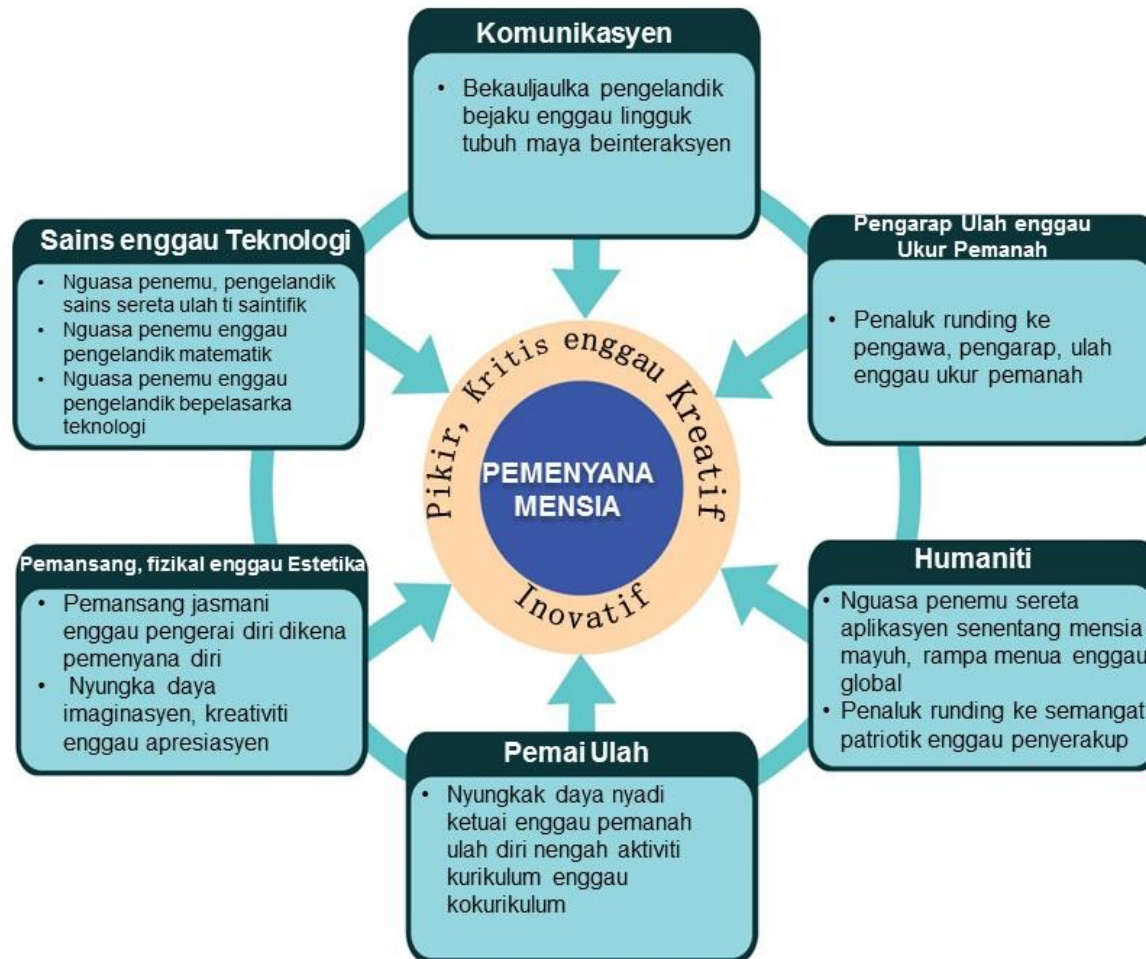 Komunikasyen
• Bekauljaulka pengelandik
bejaku enggau lingguk
tubuh maya beinteraksyen
Sains enggau Teknologi
• Nguasa penemu, pengelandik
sains sereta ulah ti saintifik
• Nguasa penemu enggau
pengelandik matematik
• Nguasa penemu enggau
pengelandik bepelasarka
teknologi
Pengarap Ulah enggau
Ukur Pemanah
• Penaluk runding ke
pengawa, pengarap, ulah
enggau ukur pemanah
Pikir, Kritis enggau Kreatif
Inovatif
PEMENYANA
MENSIA
Pemansang, fizikal enggau Estetika
• Pemansang jasmani
enggau pengerai diri dikena
pemenyana diri
• Nyungka daya
imaginasyen, kreativiti
enggau apresiasyen
Humaniti
• Nguasa penemu sereta
aplikasyen senentang mensia
mayuh, rampa menua enggau
global
• Penaluk runding ke semangat
patriotik enggau penyerakup
Pemai Ulah
• Nyungkak daya nyadi
ketuai enggau pemanah
ulah diri nengah aktiviti
kurikulum enggau
kokurikulum